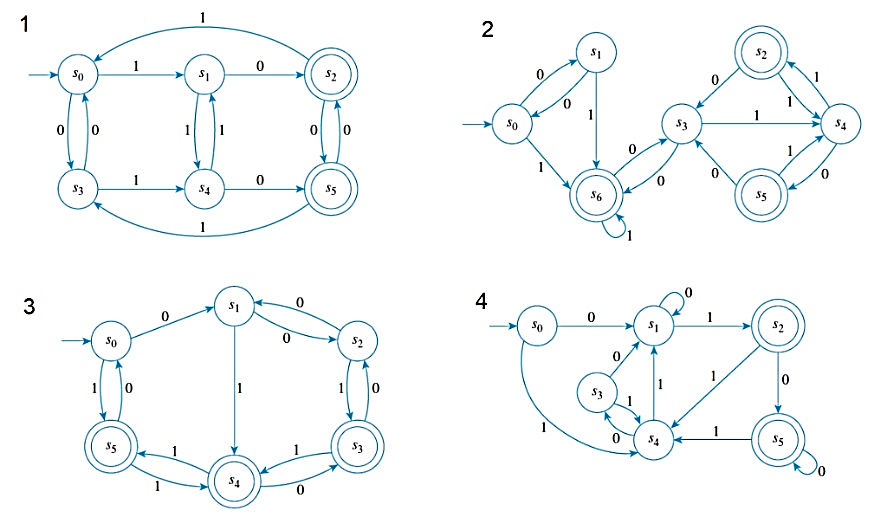 1
1
s0 1 s1 0 s2
0 0 1 1 0 0
s3 1 s4 0 s5
1
2
s1
0 0
s0 1
1
s6
1
0 0
s3 1 s4
s2
0 1 1
0 1 0
s5
3
s0 0 s1 0
0 s2
1 0 1 1 0
s5 1 s4 1 s3
1 0
4
s0 0 s1 0
1 s2
s3 0 1 1 0
1 0 s4 1 s5
1 0